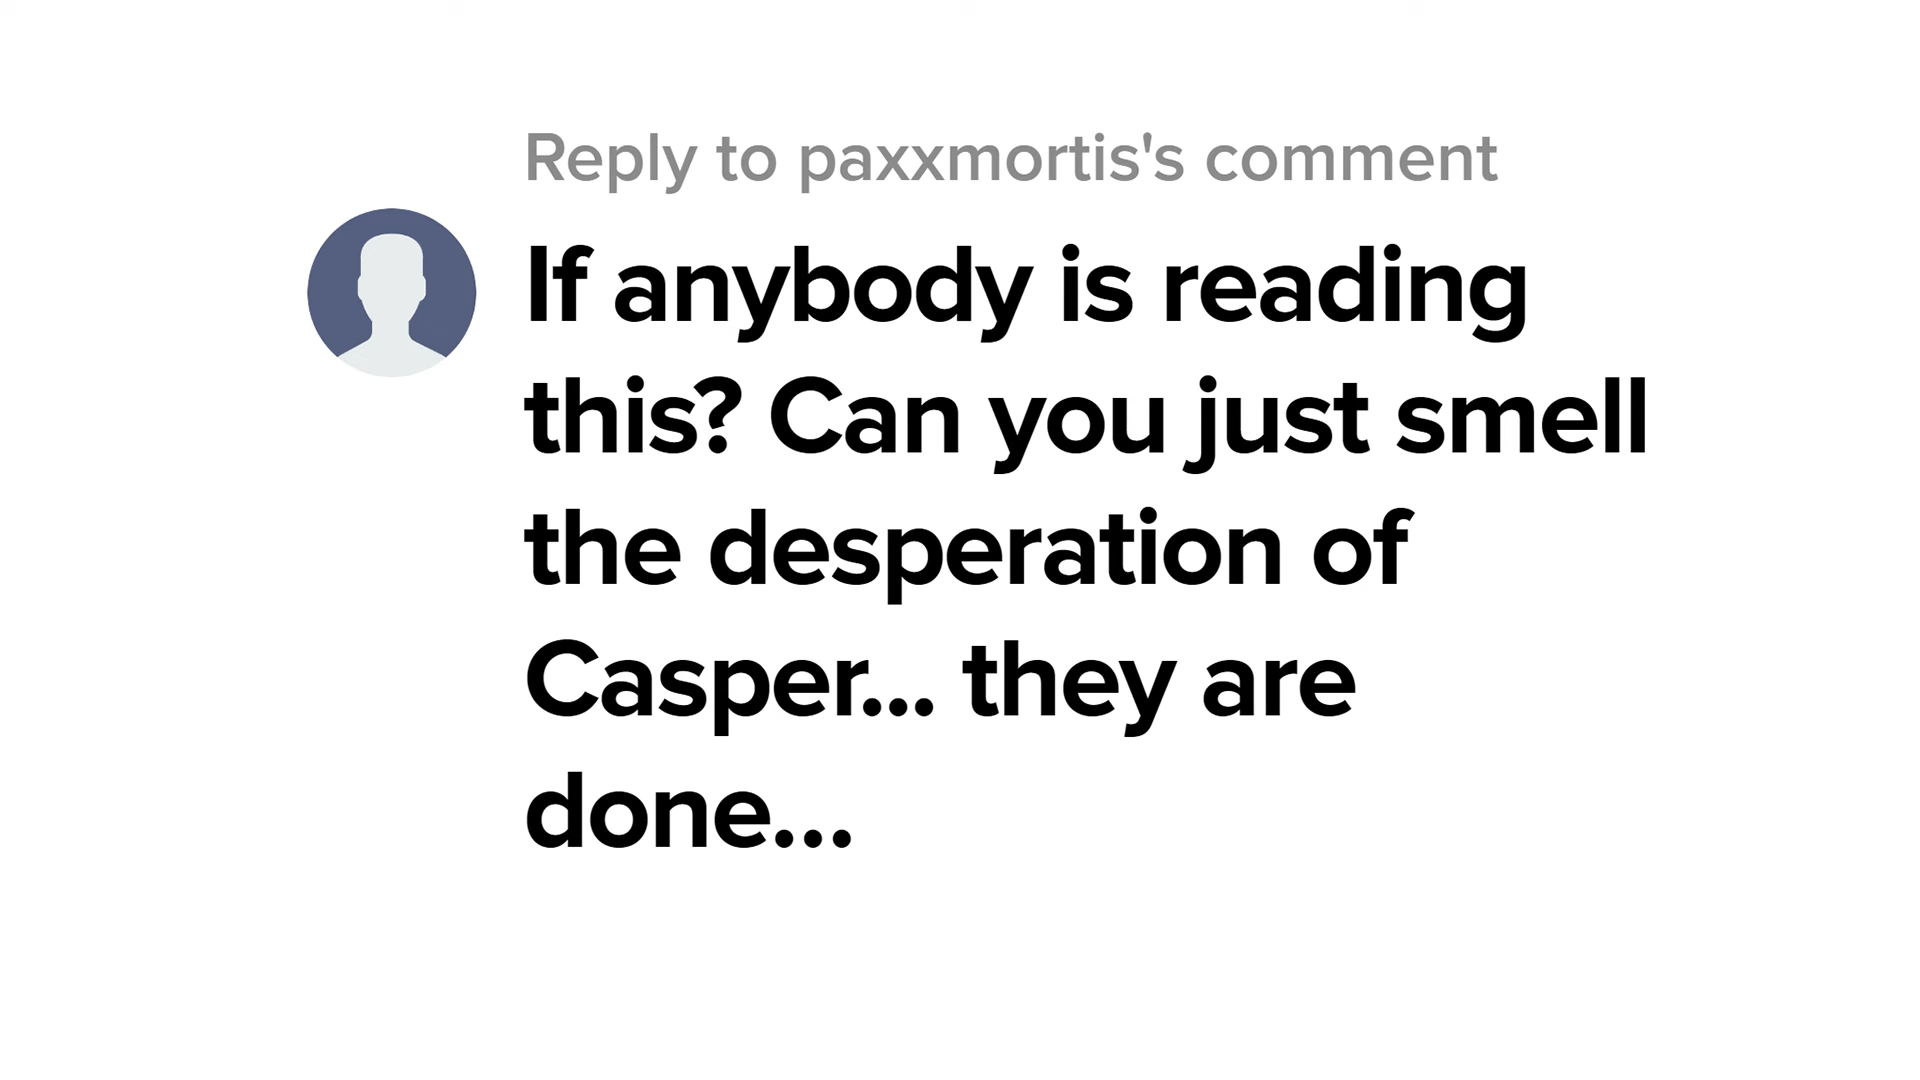 Reply to paxxmortis's comment
If anybody is reading
this? Can you just smell
the desperation of
Casper... they are
done...